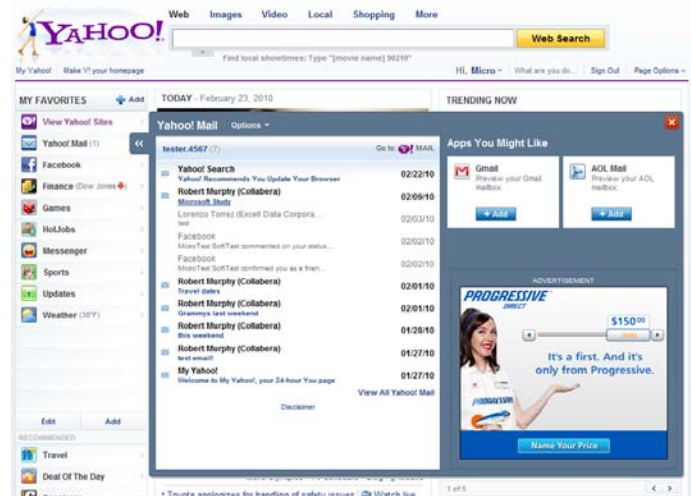 Web Images Video Local Shopping More
YAHOO!
Web Search
Find local showtimes: Type "[movie name] 90210"
My Yahoo! Make Y! your homepage
Hi, Micro What are you do... Sign Out Page Options
MY FAVORITES Add
TODAY - February 23, 2010
TRENDING NOW
View Yahoo! Sites
Yahoo! Mail (1)
Facebook
Finance (Dow Jones)
Games
HotJobs
Messenger
Sports
Updates
Weather (38°F)
Edit Add
RECOMMENDED
Travel
Deal Of The Day
Yahoo! Mail Options
tester.4567 (7) Go to: MAIL
Yahoo! Search 02/22/10
Yahoo! Recommends You Update Your Browser
Robert Murphy (Collabera) 02/09/10
Microsoft Study
Lorenzo Torrez (Excell Data Corpora... 02/03/10
test
Facebook 02/02/10
MicroTest SoftTest commented on your status...
Facebook 02/02/10
MicroTest SoftTest confirmed you as a frien...
Robert Murphy (Collabera) 02/01/10
Travel dates
Robert Murphy (Collabera) 02/01/10
Grammys last weekend
Robert Murphy (Collabera) 01/28/10
this weekend
Robert Murphy (Collabera) 01/27/10
test email!
My Yahoo! 01/27/10
Welcome to My Yahoo!, your 24-hour You page
View All Yahoo! Mail
Disclaimer
Apps You Might Like
Gmail
Preview your Gmail
mailbox.
+ Add
AOL Mail
Preview your AOL
mailbox.
+ Add
ADVERTISEMENT
PROGRESSIVE
DIRECT
$150.00
It's a first. And it's
only from Progressive.
PROGRESSIVE
Name Your Price
Toyota apologizes for handling of safety issues Watch live
1 of 5